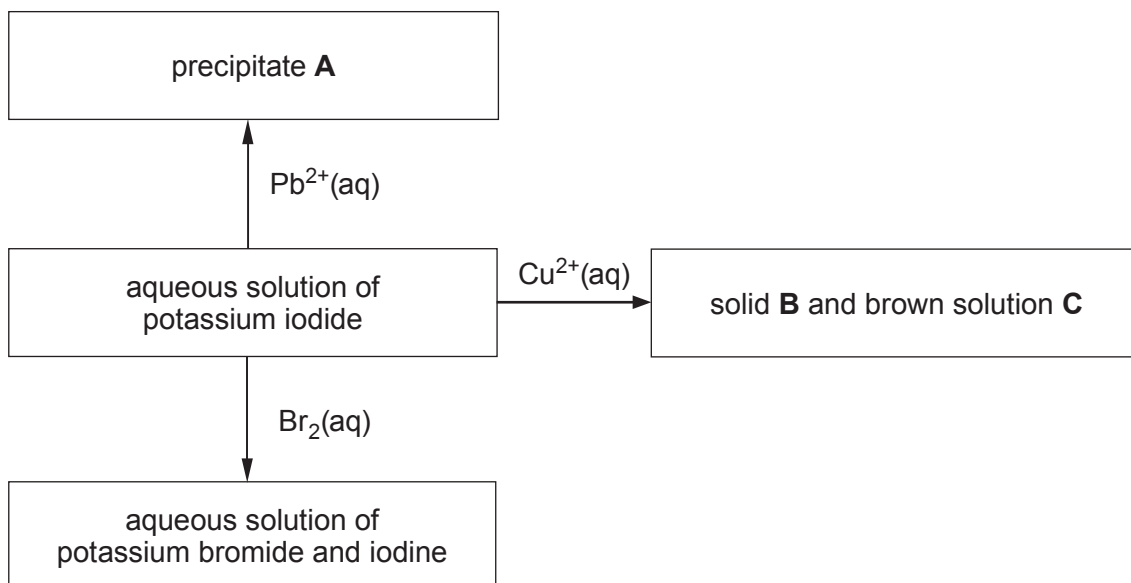 precipitate A
Pb²⁺(aq)
aqueous solution of
potassium iodide
Cu²⁺(aq)
solid B and brown solution C
Br₂(aq)
aqueous solution of
potassium bromide and iodine